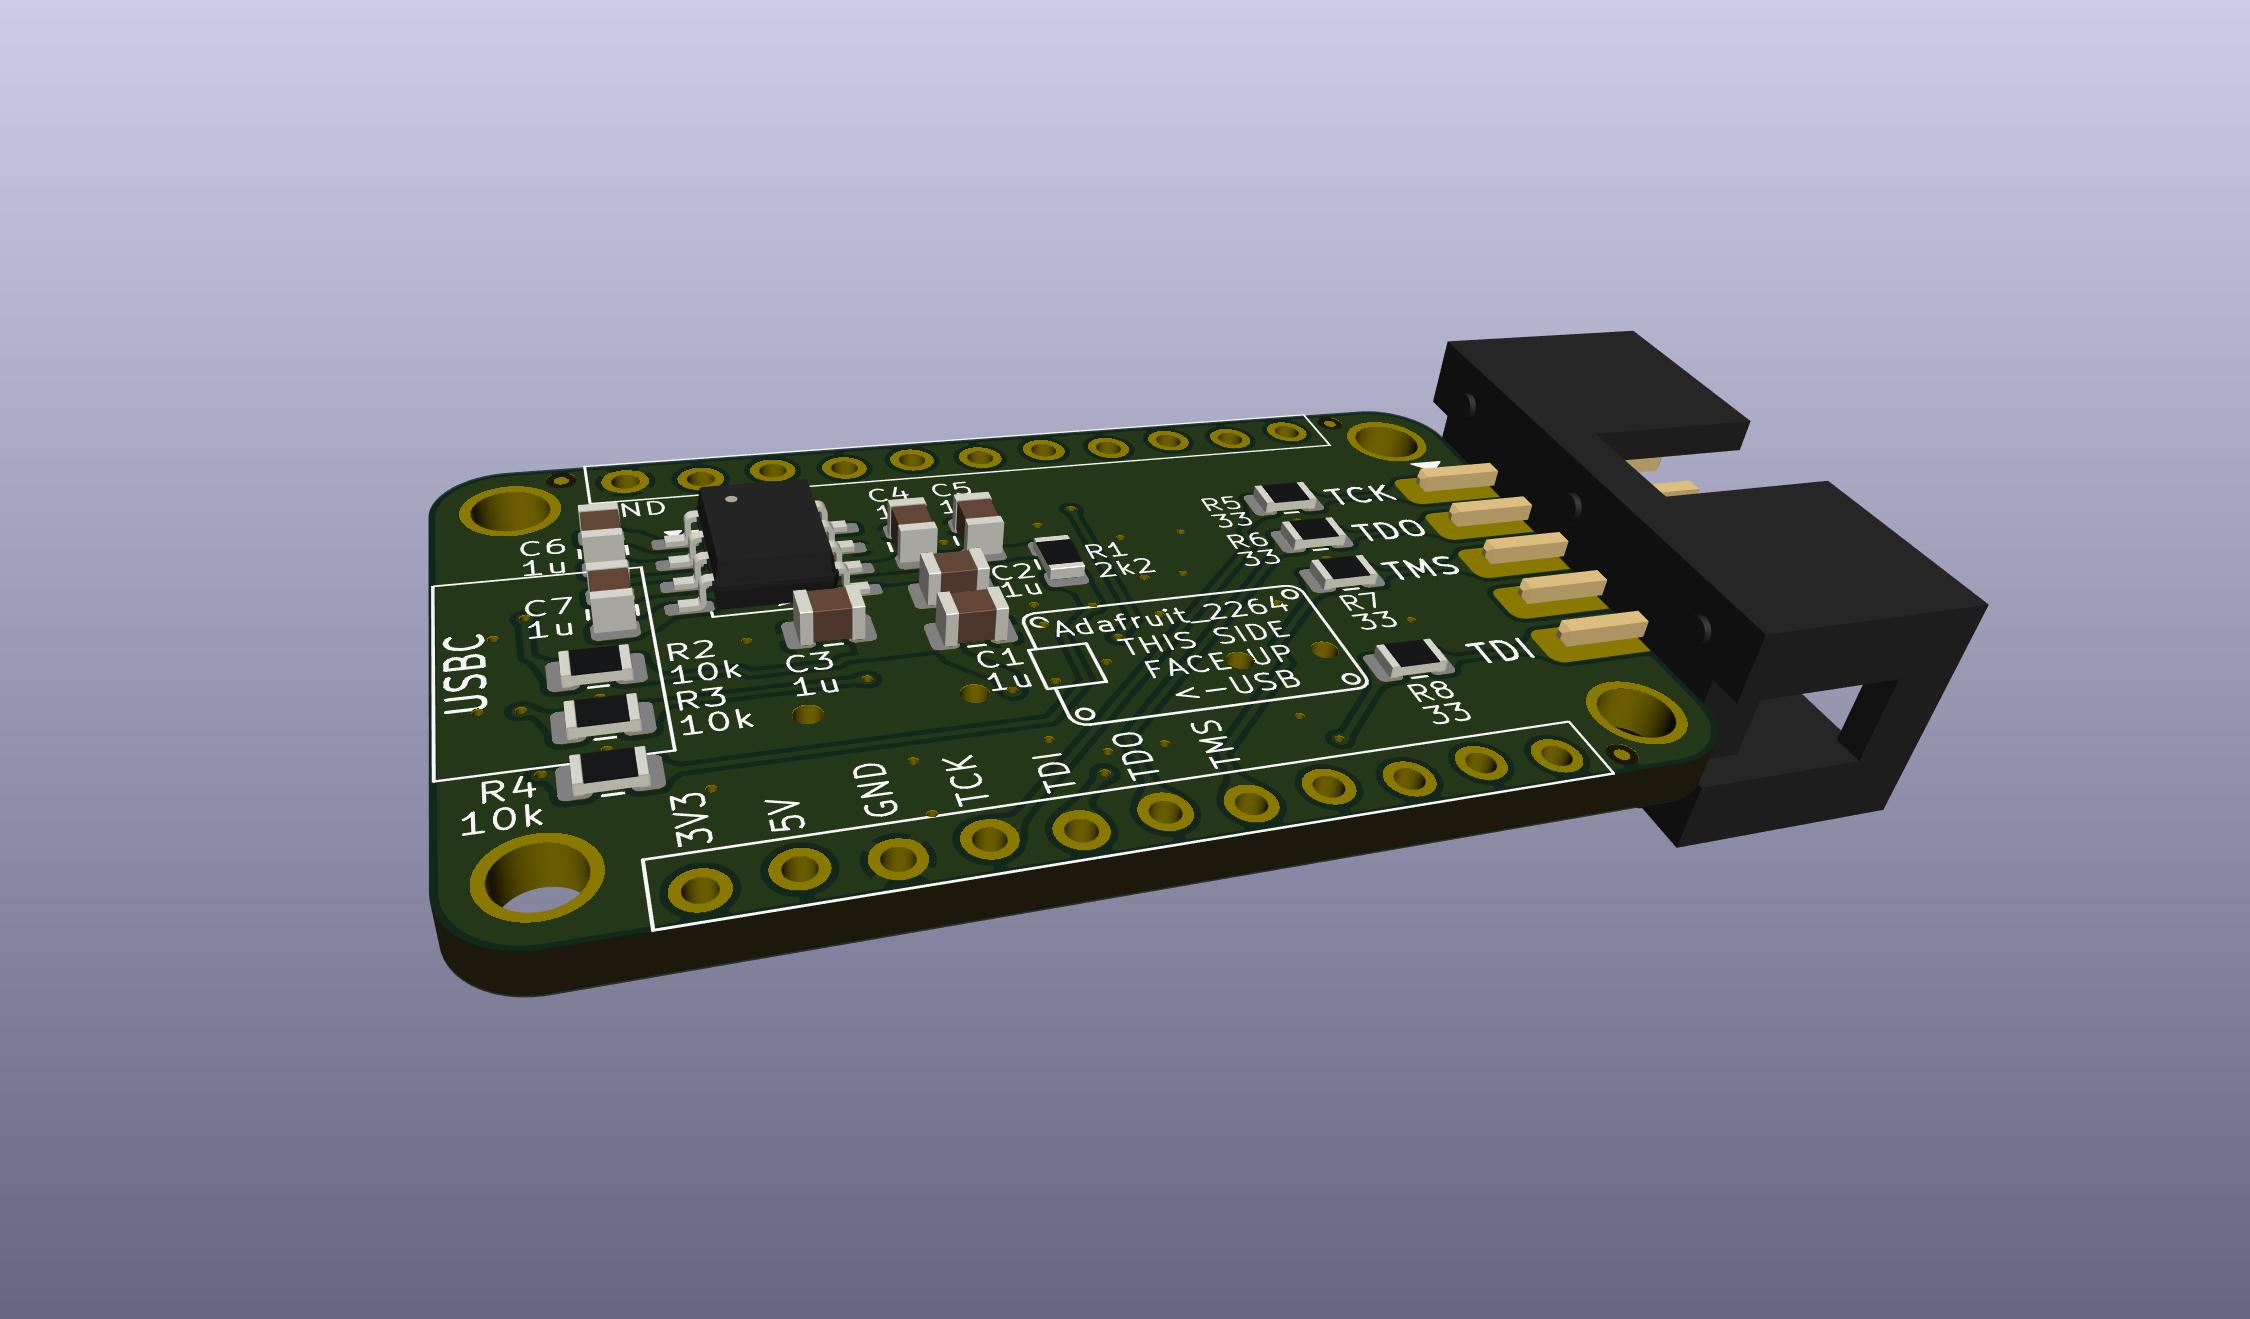 ND
C4
C5
C6
1u
C7
1u
USBC
R2
10k
R3
10k
R4
10k
C3
1u
C2
1u
C1
1u
R1
2k2
R5
33
TCK
R6
33
TDO
R7
33
TMS
R8
33
TDI
Adafruit_2264
THIS SIDE
FACE UP
<-USB
3V3
5V
GND
TCK
TDI
TDO
TMS